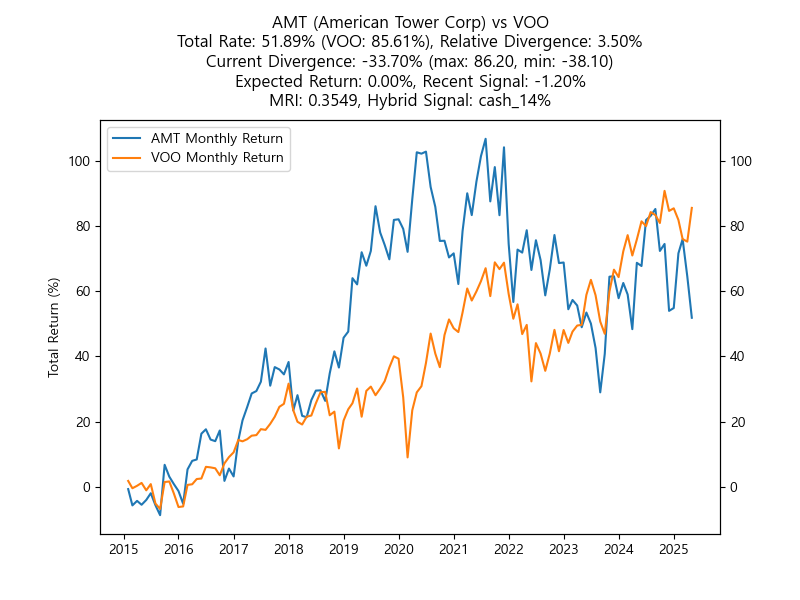 AMT (American Tower Corp) vs VOO
Total Rate: 51.89% (VOO: 85.61%), Relative Divergence: 3.50%
Current Divergence: -33.70% (max: 86.20, min: -38.10)
Expected Return: 0.00%, Recent Signal: -1.20%
MRI: 0.3549, Hybrid Signal: cash_14%
AMT Monthly Return
VOO Monthly Return
Total Return (%)
100
80
60
40
20
0
100
80
60
40
20
0
2015 2016 2017 2018 2019 2020 2021 2022 2023 2024 2025